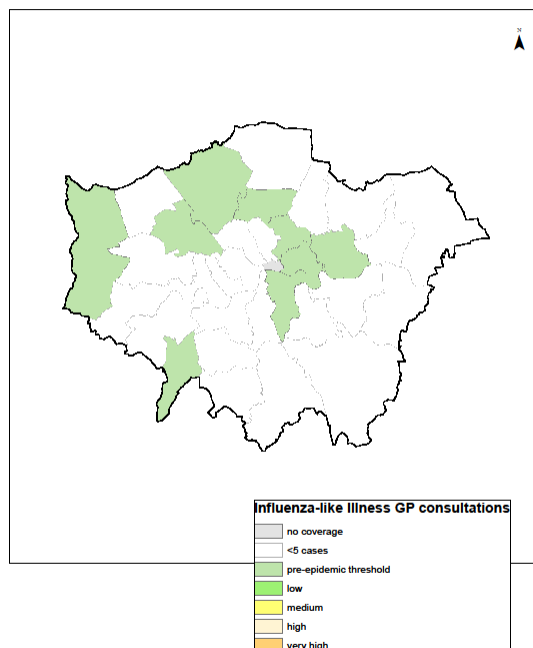 N
Influenza-like Illness GP consultations
no coverage
<5 cases
pre-epidemic threshold
low
medium
high
very high